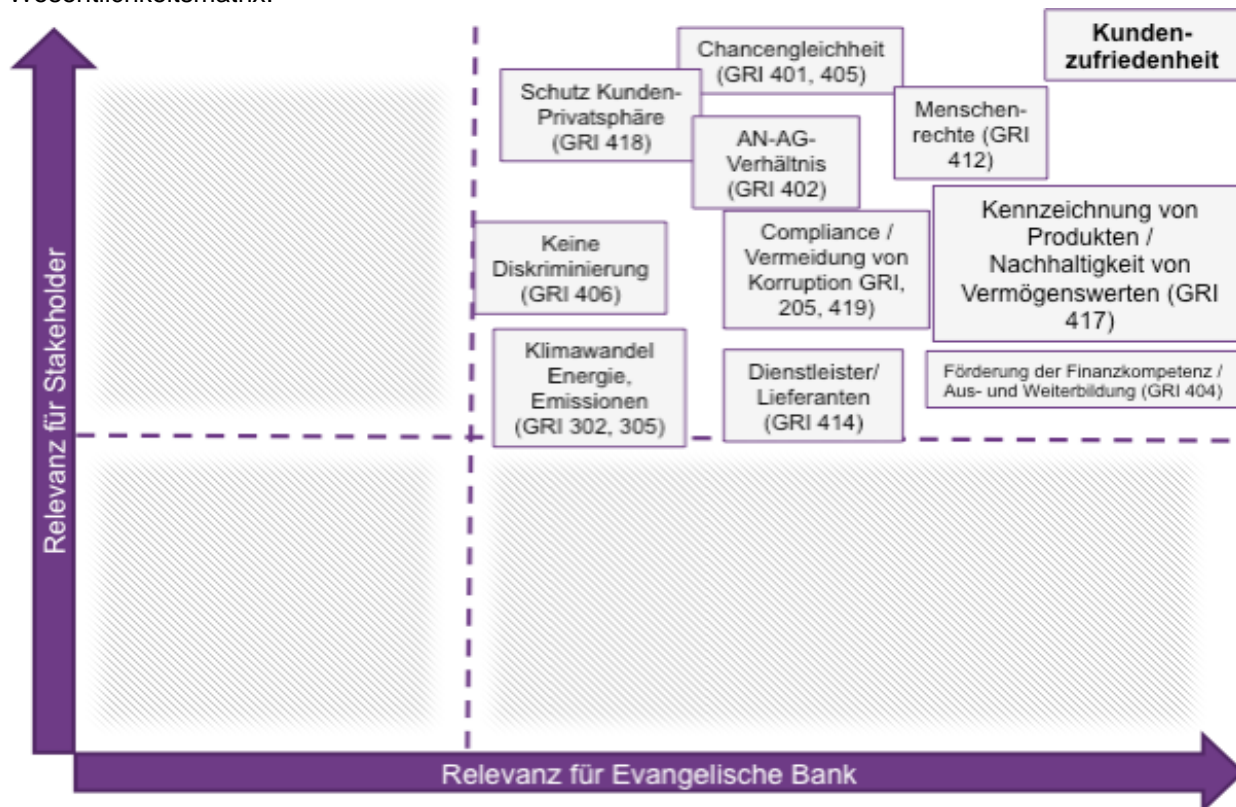 Wesentlichkeitsmatrix:
Kunden-
zufriedenheit
Chancengleichheit
(GRI 401, 405)
Schutz Kunden-
Privatsphäre
(GRI 418)
Menschen-
rechte (GRI
412)
AN-AG-
Verhältnis
(GRI 402)
Kennzeichnung von
Produkten /
Nachhaltigkeit von
Vermögenswerten (GRI
417)
Compliance /
Vermeidung von
Korruption GRI,
205, 419)
Keine
Diskriminierung
(GRI 406)
Klimawandel
Energie,
Emissionen
(GRI 302, 305)
Dienstleister/
Lieferanten
(GRI 414)
Förderung der Finanzkompetenz /
Aus- und Weiterbildung (GRI 404)
Relevanz für Stakeholder
Relevanz für Evangelische Bank